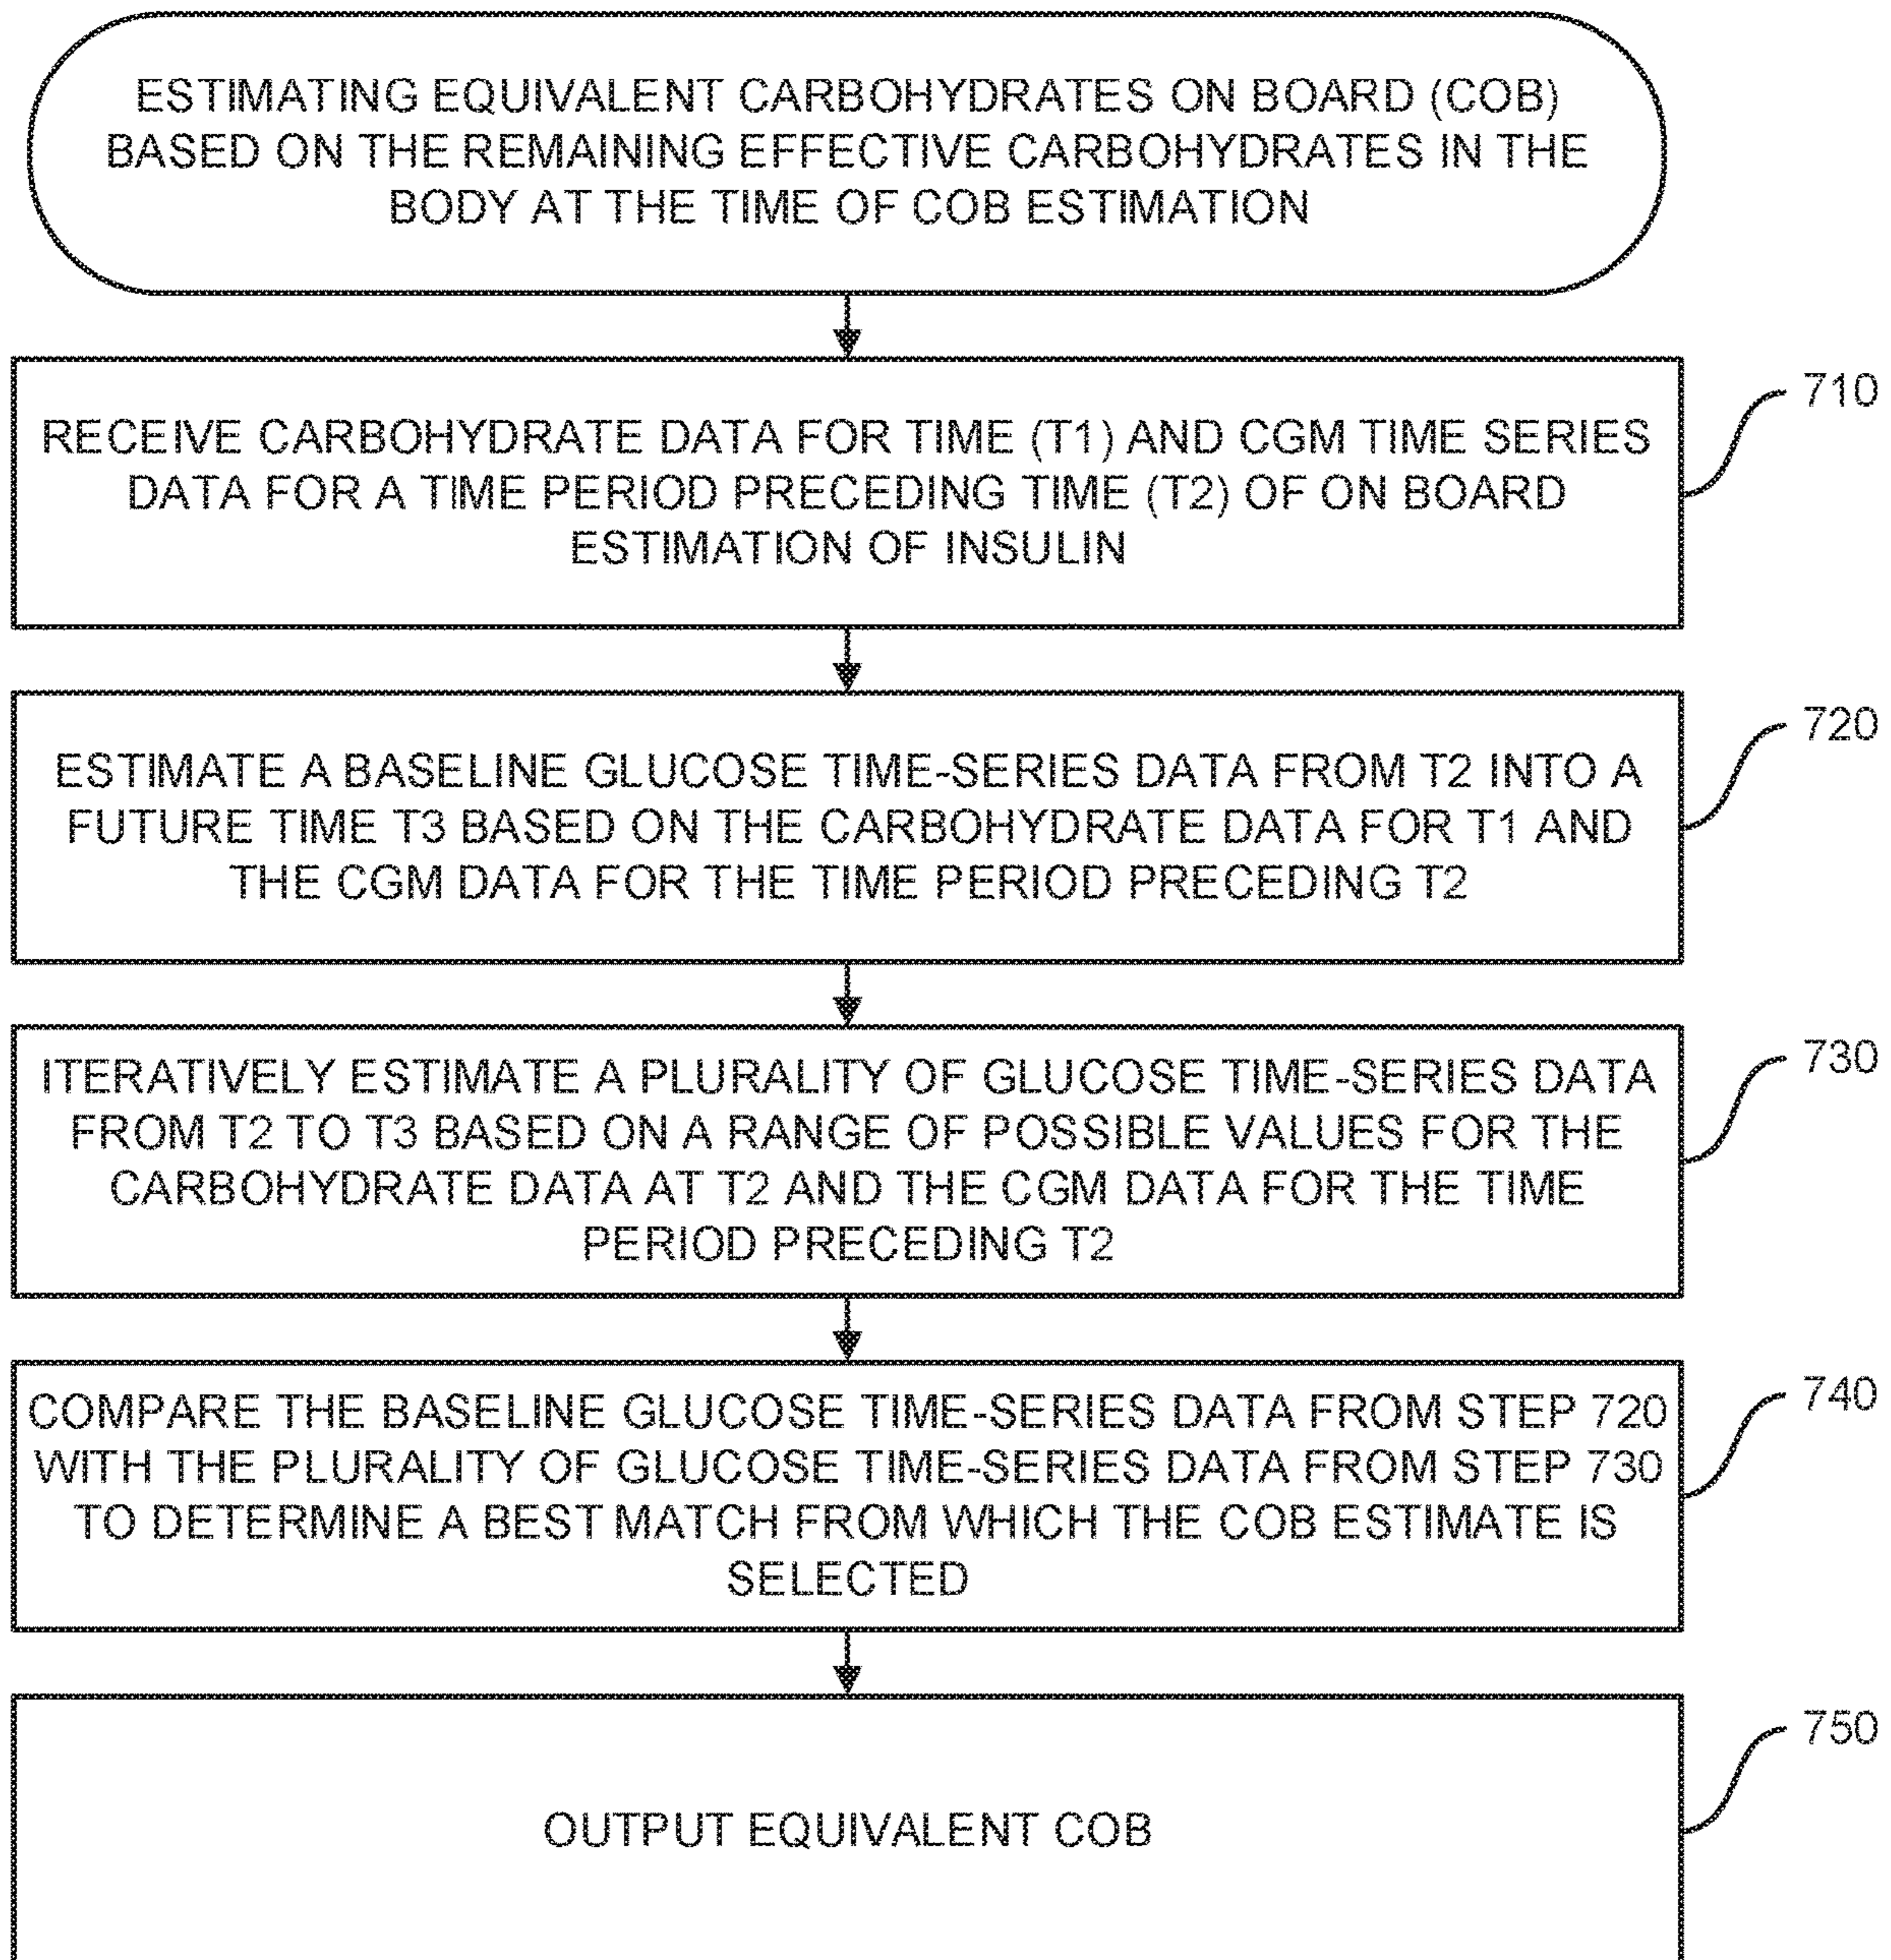 ESTIMATING EQUIVALENT CARBOHYDRATES ON BOARD (COB)
BASED ON THE REMAINING EFFECTIVE CARBOHYDRATES IN THE
BODY AT THE TIME OF COB ESTIMATION
710
RECEIVE CARBOHYDRATE DATA FOR TIME (T1) AND CGM TIME SERIES
DATA FOR A TIME PERIOD PRECEDING TIME (T2) OF ON BOARD
ESTIMATION OF INSULIN
720
ESTIMATE A BASELINE GLUCOSE TIME-SERIES DATA FROM T2 INTO A
FUTURE TIME T3 BASED ON THE CARBOHYDRATE DATA FOR T1 AND
THE CGM DATA FOR THE TIME PERIOD PRECEDING T2
730
ITERATIVELY ESTIMATE A PLURALITY OF GLUCOSE TIME-SERIES DATA
FROM T2 TO T3 BASED ON A RANGE OF POSSIBLE VALUES FOR THE
CARBOHYDRATE DATA AT T2 AND THE CGM DATA FOR THE TIME
PERIOD PRECEDING T2
740
COMPARE THE BASELINE GLUCOSE TIME-SERIES DATA FROM STEP 720
WITH THE PLURALITY OF GLUCOSE TIME-SERIES DATA FROM STEP 730
TO DETERMINE A BEST MATCH FROM WHICH THE COB ESTIMATE IS
SELECTED
750
OUTPUT EQUIVALENT COB